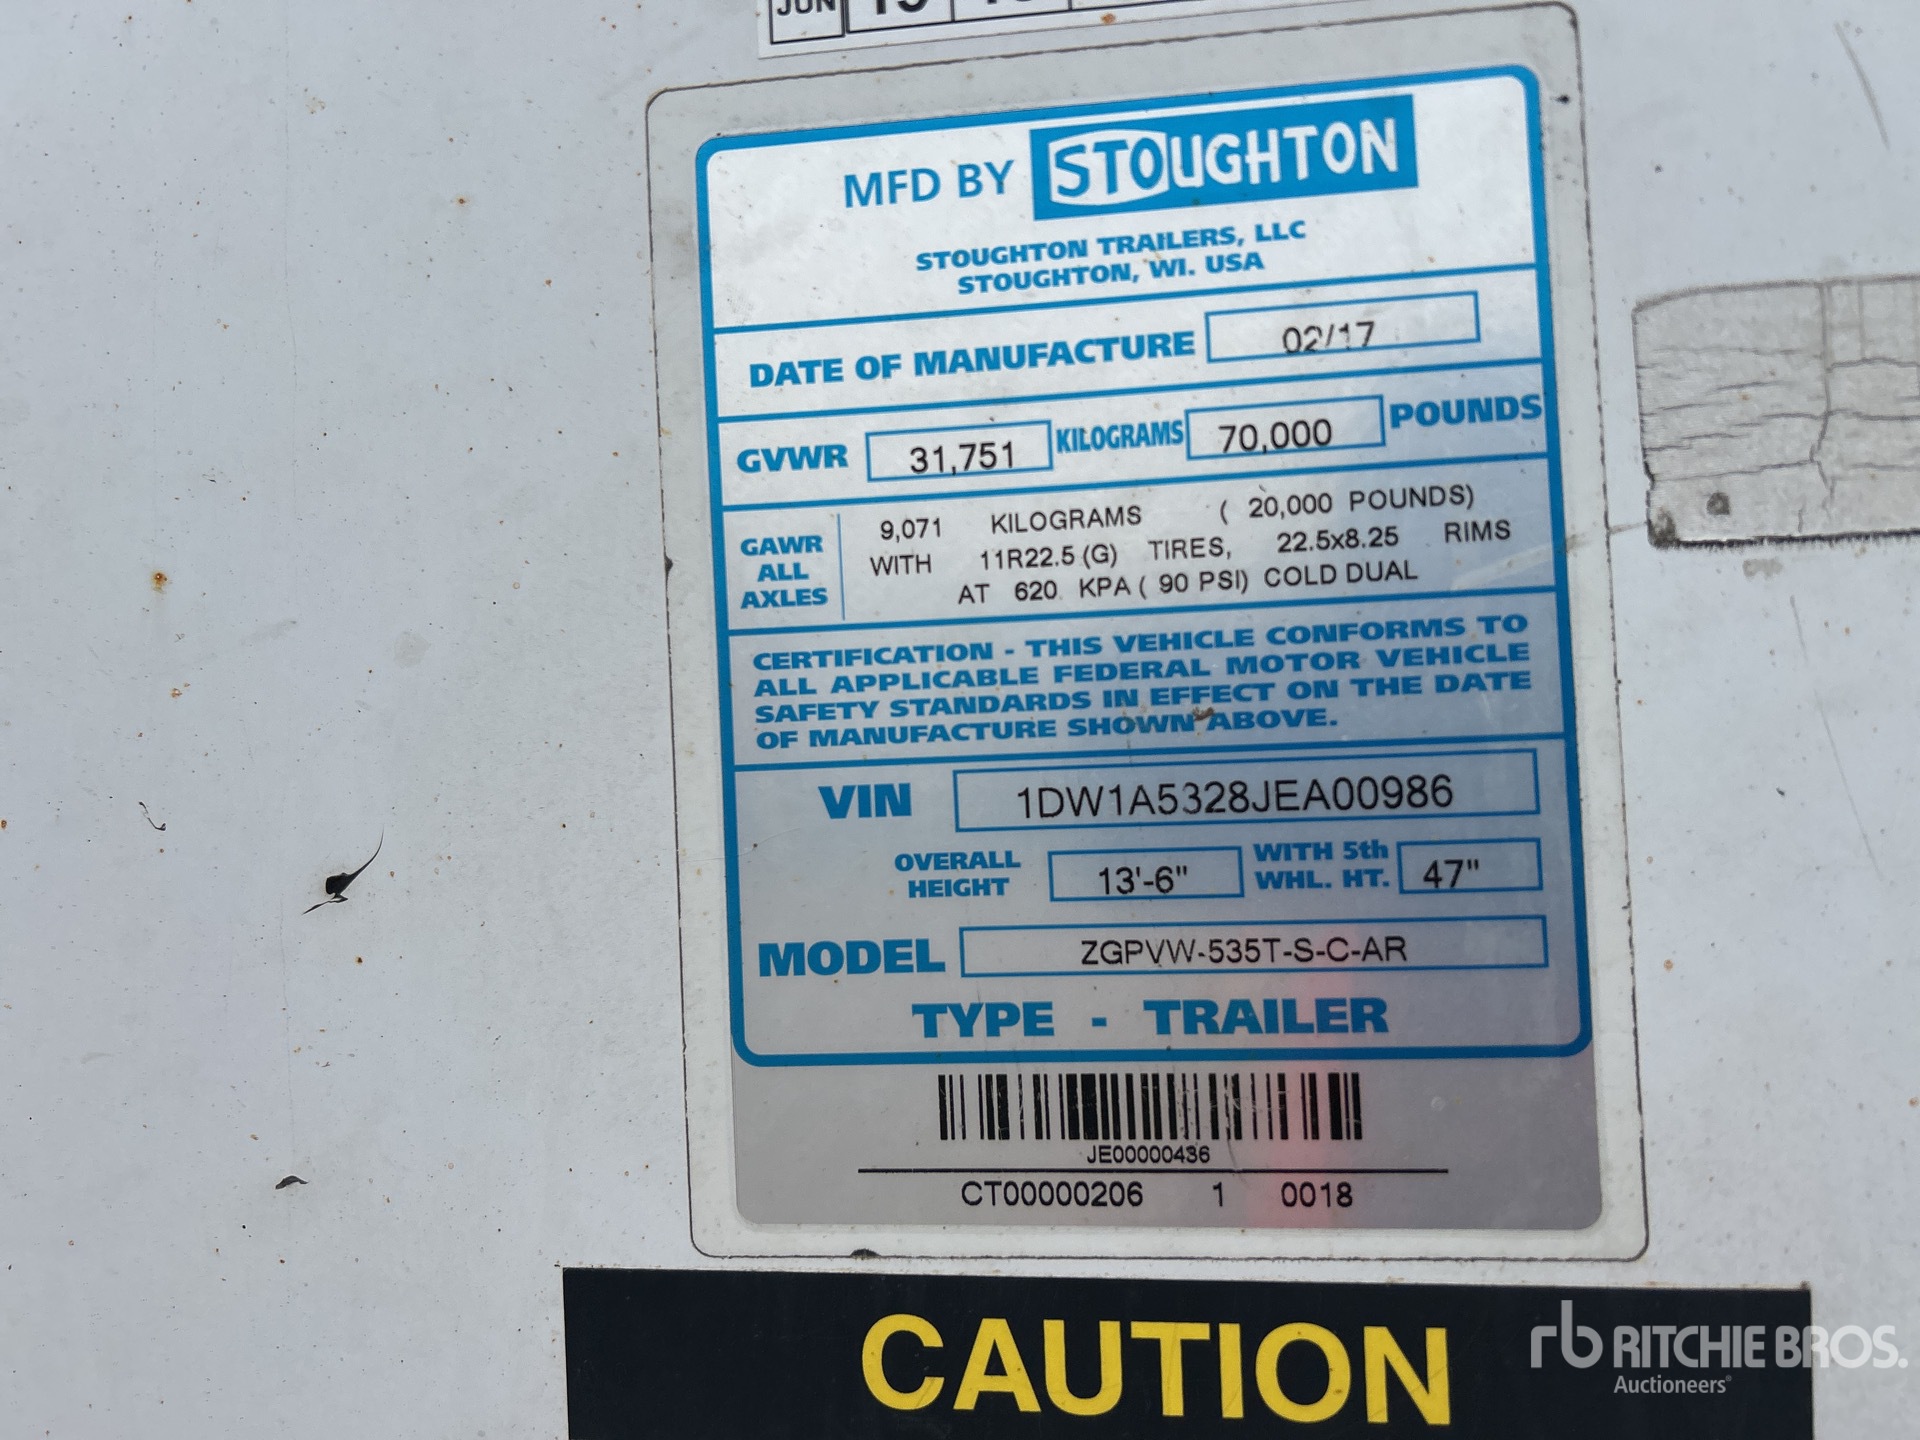 JUN
MFD BY STOUGHTON
STOUGHTON TRAILERS, LLC
STOUGHTON, WI. USA
DATE OF MANUFACTURE 02/17
GVWR 31,751 KILOGRAMS 70,000 POUNDS
GAWR ALL AXLES
9,071 KILOGRAMS ( 20,000 POUNDS)
WITH 11R22.5 (G) TIRES, 22.5x8.25 RIMS
AT 620 KPA ( 90 PSI) COLD DUAL
CERTIFICATION - THIS VEHICLE CONFORMS TO
ALL APPLICABLE FEDERAL MOTOR VEHICLE
SAFETY STANDARDS IN EFFECT ON THE DATE
OF MANUFACTURE SHOWN ABOVE.
VIN 1DW1A5328JEA00986
OVERALL HEIGHT 13'-6" WITH 5th WHL. HT. 47"
MODEL ZGPVW-535T-S-C-AR
TYPE - TRAILER
JE00000436
CT00000206 1 0018
CAUTION
rb RITCHIE BROS.
Auctioneers